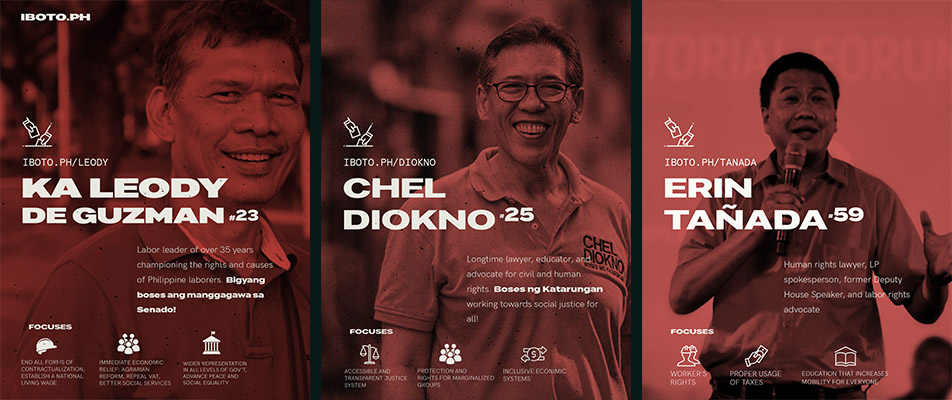 IBOTO.PH
IBOTO.PH/LEODY
KA LEODY
DE GUZMAN #23
Labor leader of over 35 years
championing the rights and causes
of Philippine laborers. Bigyang
boses ang manggagawa sa
Senado!
FOCUSES
END ALL FORMS OF
CONTRACTUALIZATION,
ESTABLISH A NATIONAL
LIVING WAGE
IMMEDIATE ECONOMIC
RELIEF: AGRARIAN
REFORM, REPEAL VAT,
BETTER SOCIAL SERVICES
WIDER REPRESENTATION
IN ALL LEVELS OF GOV'T,
ADVANCE PEACE AND
SOCIAL EQUALITY
IBOTO.PH/DIOKNO
CHEL
DIOKNO #25
CHEL
DIOKNO
Longtime lawyer, educator, and
advocate for civil and human
rights. Boses ng Katarungan
working towards social justice for
all!
FOCUSES
ACCESSIBLE AND
TRANSPARENT JUSTICE
SYSTEM
PROTECTION AND
RIGHTS FOR MARGINALIZED
GROUPS
INCLUSIVE ECONIMIC
SYSTEMS
TORIAL FORUM
IBOTO.PH/TANADA
ERIN
TAÑADA #59
Human rights lawyer, LP
spokesperson, former Deputy
House Speaker, and labor rights
advocate
FOCUSES
WORKER'S
RIGHTS
PROPER USAGE
OF TAXES
EDUCATION THAT INCREASES
MOBILITY FOR EVERYONE